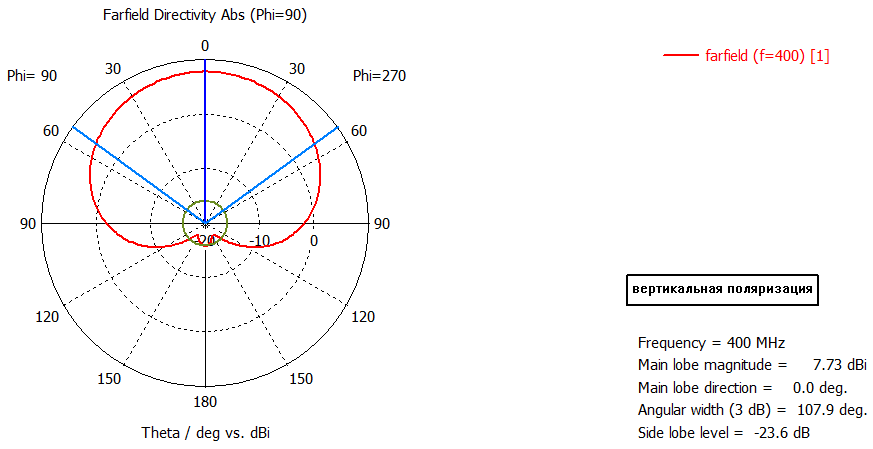 Farfield Directivity Abs (Phi=90)
farfield (f=400) [1]
0
30
30
Phi= 90
Phi=270
60
60
90
90
-20
-10
0
120
120
150
150
180
Theta / deg vs. dBi
вертикальная поляризация
Frequency = 400 MHz
Main lobe magnitude = 7.73 dBi
Main lobe direction = 0.0 deg.
Angular width (3 dB) = 107.9 deg.
Side lobe level = -23.6 dB